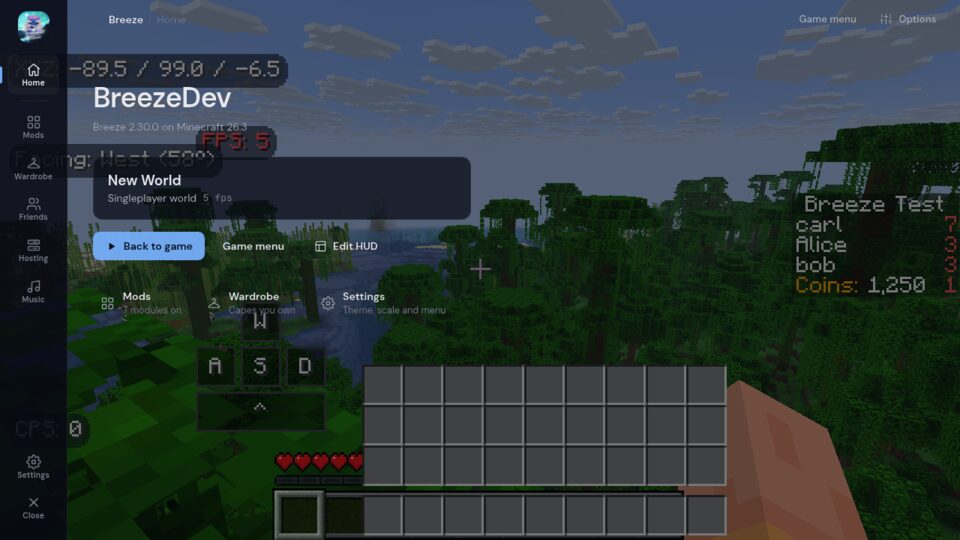 Breeze / Home
Game menu
Options
XYZ: -89.5 / 99.0 / -6.5
Home
BreezeDev
Breeze 2.30.0 on Minecraft 26.3
FPS: 5
Mods
Facing: West (58°)
Wardrobe
New World
Singleplayer world 5 fps
Friends
Breeze Test
carl 7
Alice 3
bob 3
Coins: 1,250 1
Hosting
Back to game
Game menu
Edit HUD
Music
Mods
7 modules on
Wardrobe
Capes you own
Settings
Theme, scale and menu
W
A S D
^
CPS: 0
Settings
Close